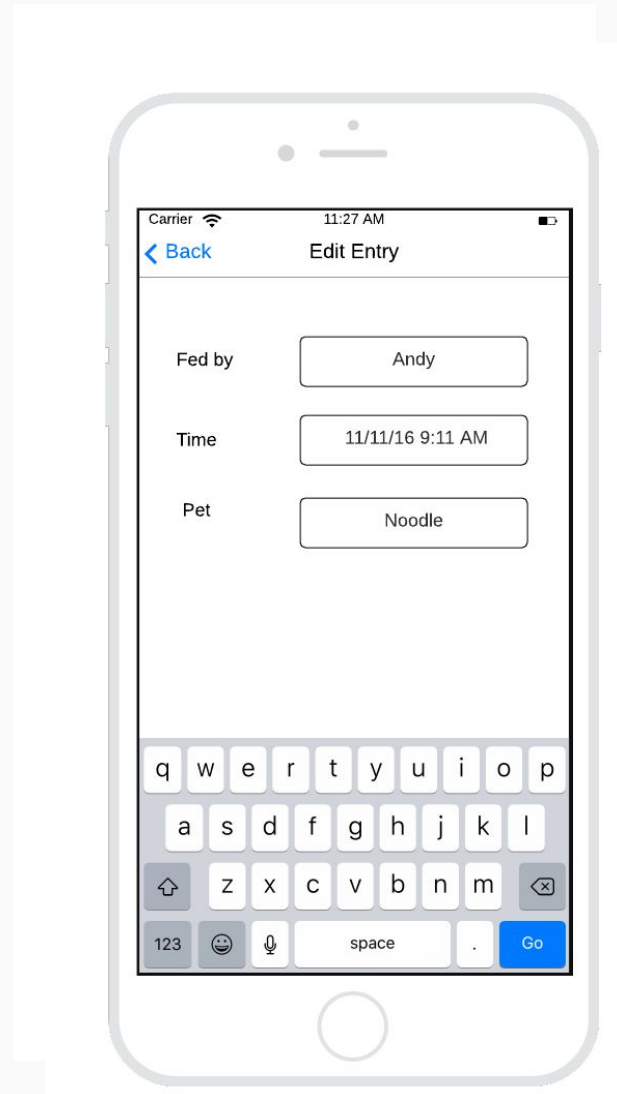 Carrier 11:27 AM
Back Edit Entry
Fed by Andy
Time 11/11/16 9:11 AM
Pet Noodle
q w e r t y u i o p
a s d f g h j k l
z x c v b n m
123 space . Go